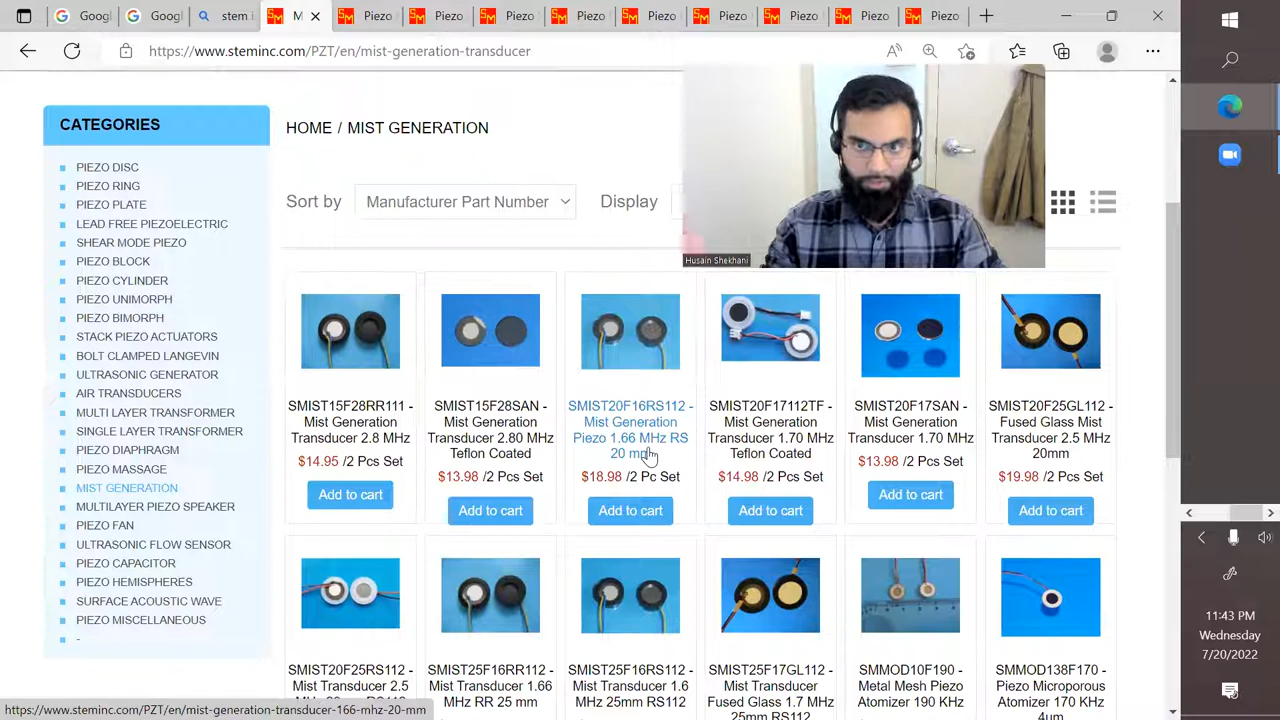 Googl
Googl
stem i
M
Piezo
Piezo
Piezo
Piezo
Piezo
Piezo
Piezo
Piezo
Piezo
https://www.steminc.com/PZT/en/mist-generation-transducer
CATEGORIES
PIEZO DISC
PIEZO RING
PIEZO PLATE
LEAD FREE PIEZOELECTRIC
SHEAR MODE PIEZO
PIEZO BLOCK
PIEZO CYLINDER
PIEZO UNIMORPH
PIEZO BIMORPH
STACK PIEZO ACTUATORS
BOLT CLAMPED LANGEVIN
ULTRASONIC GENERATOR
AIR TRANSDUCERS
MULTI LAYER TRANSFORMER
SINGLE LAYER TRANSFORMER
PIEZO DIAPHRAGM
PIEZO MASSAGE
MIST GENERATION
MULTILAYER PIEZO SPEAKER
PIEZO FAN
ULTRASONIC FLOW SENSOR
PIEZO CAPACITOR
PIEZO HEMISPHERES
SURFACE ACOUSTIC WAVE
PIEZO MISCELLANEOUS
-
HOME / MIST GENERATION
Sort by Manufacturer Part Number Display
Husain Shekhani
SMIST15F28RR111 -
Mist Generation
Transducer 2.8 MHz
$14.95 /2 Pcs Set
Add to cart
SMIST15F28SAN -
Mist Generation
Transducer 2.80 MHz
Teflon Coated
$13.98 /2 Pcs Set
Add to cart
SMIST20F16RS112 -
Mist Generation
Piezo 1.66 MHz RS
20 mm
$18.98 /2 Pc Set
Add to cart
SMIST20F17112TF -
Mist Generation
Transducer 1.70 MHz
Teflon Coated
$14.98 /2 Pcs Set
Add to cart
SMIST20F17SAN -
Mist Generation
Transducer 1.70 MHz
$13.98 /2 Pcs Set
Add to cart
SMIST20F25GL112 -
Fused Glass Mist
Transducer 2.5 MHz
20mm
$19.98 /2 Pcs Set
Add to cart
SMIST20F25RS112 -
Mist Transducer 2.5
SMIST25F16RR112 -
Mist Transducer 1.66
MHz RR 25 mm
SMIST25F16RS112 -
Mist Transducer 1.6
MHz 25mm RS112
SMIST25F17GL112 -
Mist Transducer
Fused Glass 1.7 MHz
25mm RS112
SMMOD10F190 -
Metal Mesh Piezo
Atomizer 190 KHz
SMMOD138F170 -
Piezo Microporous
Atomizer 170 KHz
4um
https://www.steminc.com/PZT/en/mist-generation-transducer-166-mhz-20-mm
11:43 PM
Wednesday
7/20/2022